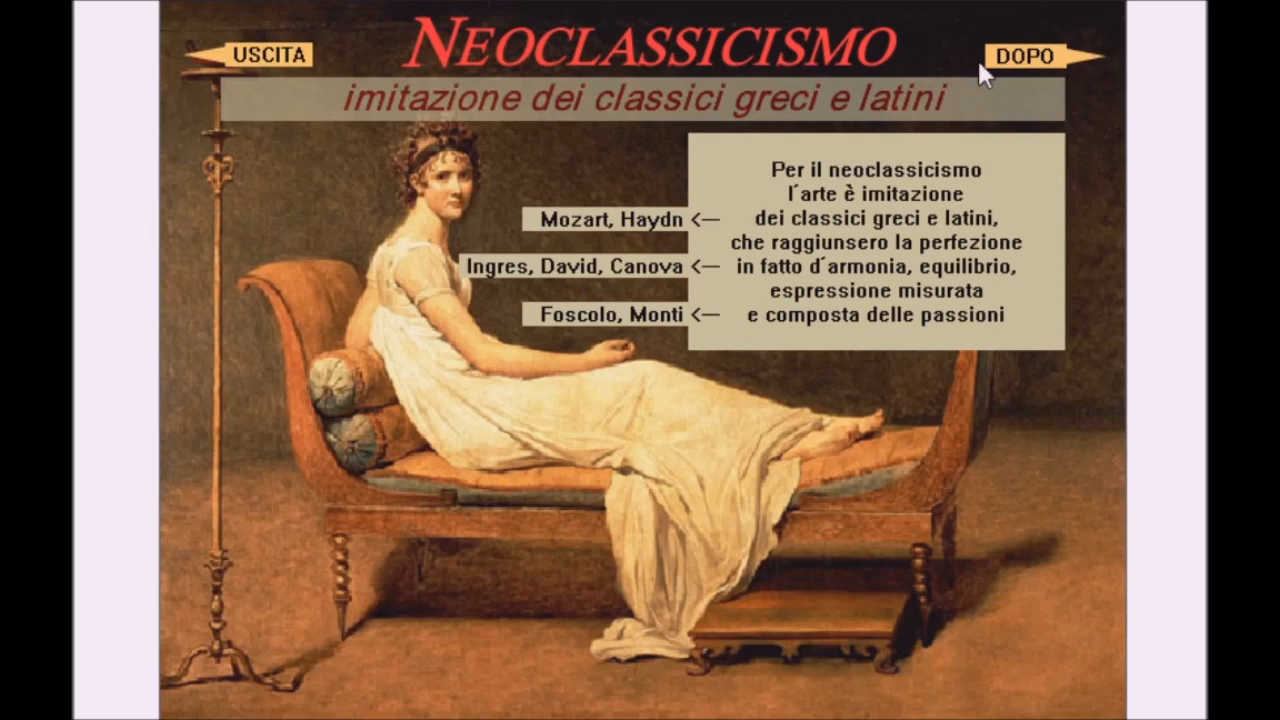 USCITA
NEOCLASSICISMO
DOPO
imitazione dei classici greci e latini
Per il neoclassicismo
l´arte è imitazione
dei classici greci e latini,
che raggiunsero la perfezione
in fatto d´armonia, equilibrio,
espressione misurata
e composta delle passioni
Mozart, Haydn <—
Ingres, David, Canova <—
Foscolo, Monti <—